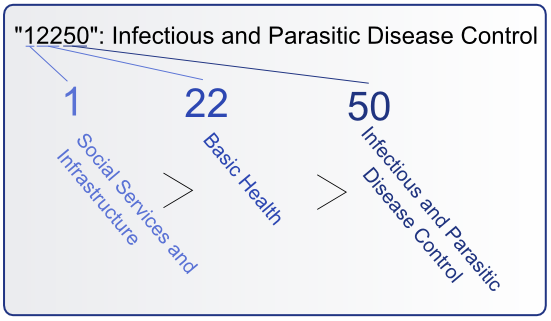 "12250": Infectious and Parasitic Disease Control
1
22
50
Social Services and
Infrastructure
Basic Health
Infectious and Parasitic
Disease Control